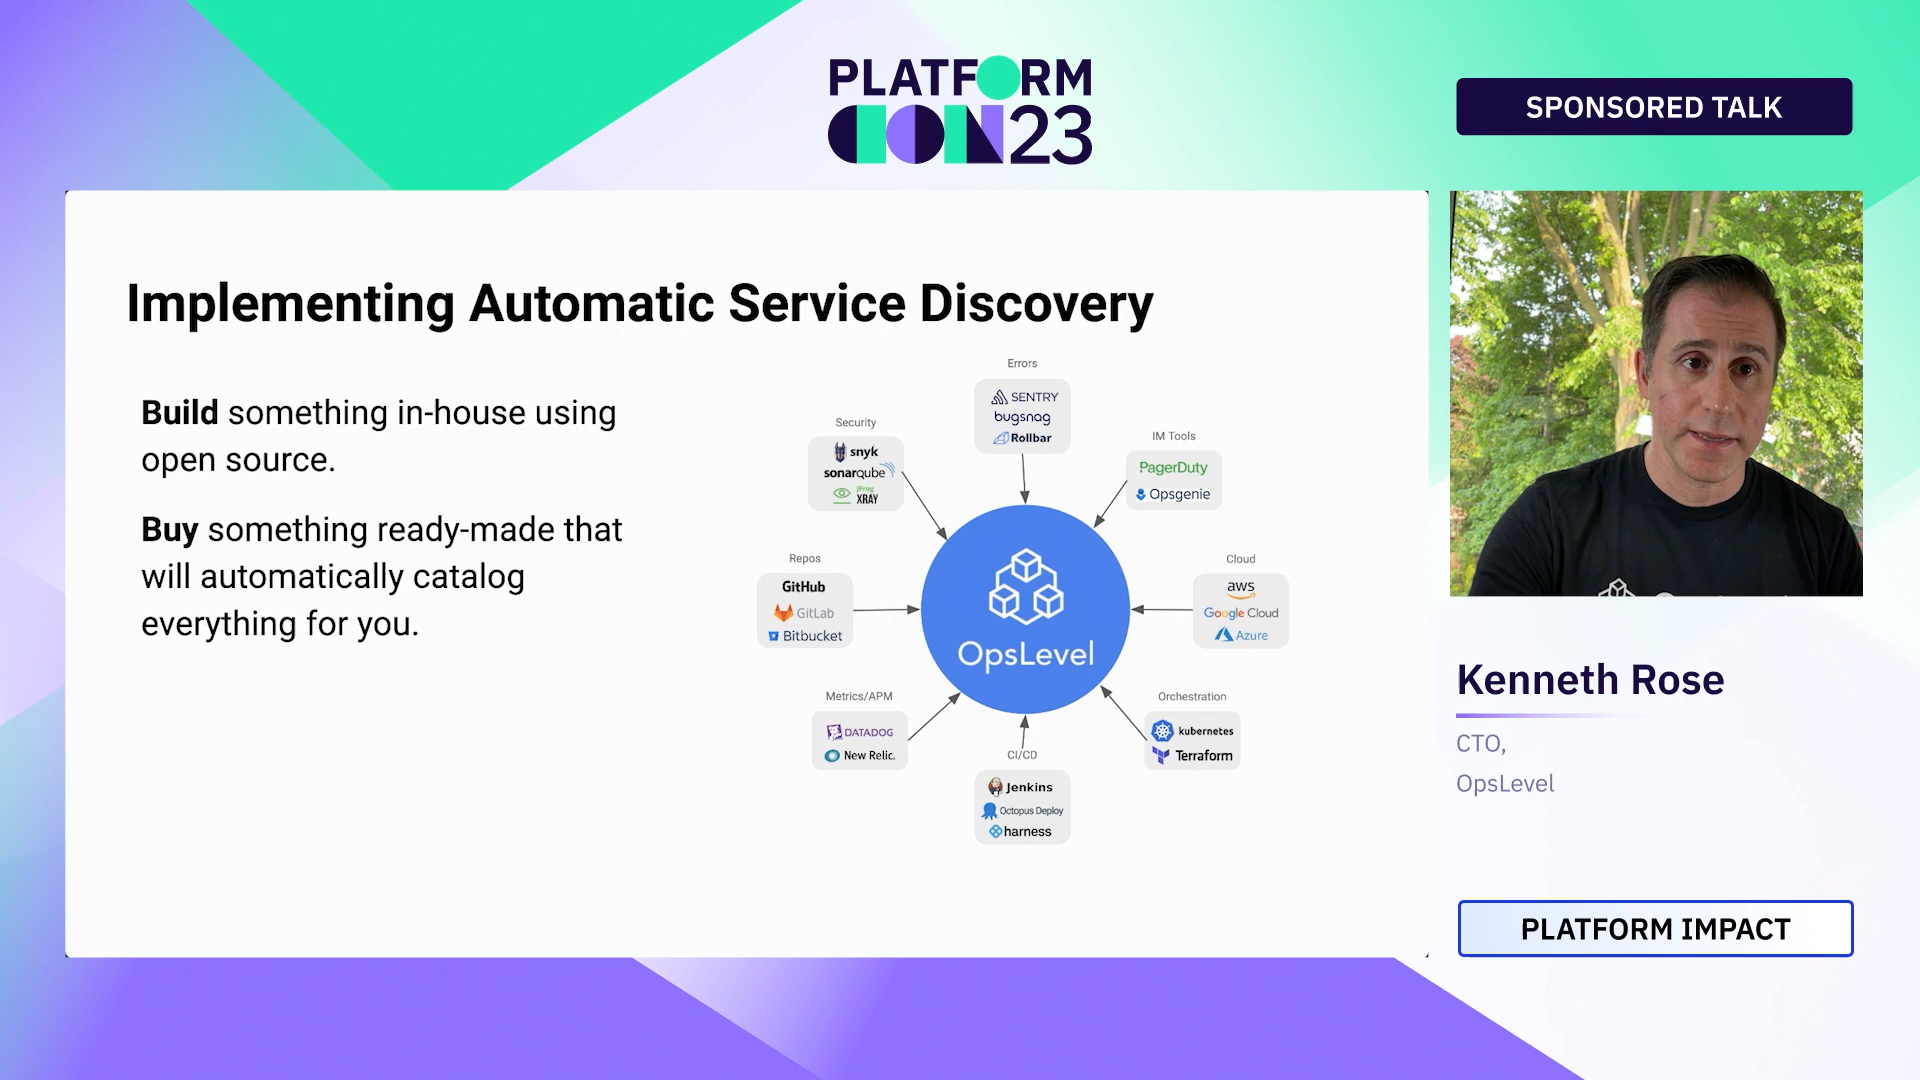 PLATFORM
CON23
SPONSORED TALK
Implementing Automatic Service Discovery
Build something in-house using
open source.
Buy something ready-made that
will automatically catalog
everything for you.
Errors
SENTRY
bugsnag
Rollbar
Security
snyk
sonarqube
JFrog
XRAY
IM Tools
PagerDuty
Opsgenie
Repos
GitHub
GitLab
Bitbucket
OpsLevel
Cloud
aws
Google Cloud
Azure
Metrics/APM
DATADOG
New Relic.
Orchestration
kubernetes
Terraform
CI/CD
Jenkins
Octopus Deploy
harness
Kenneth Rose
CTO,
OpsLevel
PLATFORM IMPACT